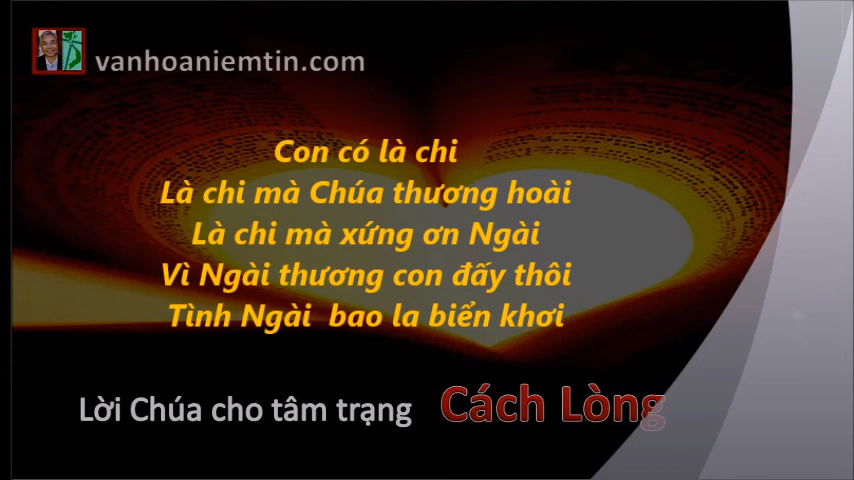 vanhoaniemtin.com
Con có là chi
Là chi mà Chúa thương hoài
Là chi mà xứng ơn Ngài
Vì Ngài thương con đấy thôi
Tình Ngài  bao la biển khơi
Lời Chúa cho tâm trạng Cách Lòng